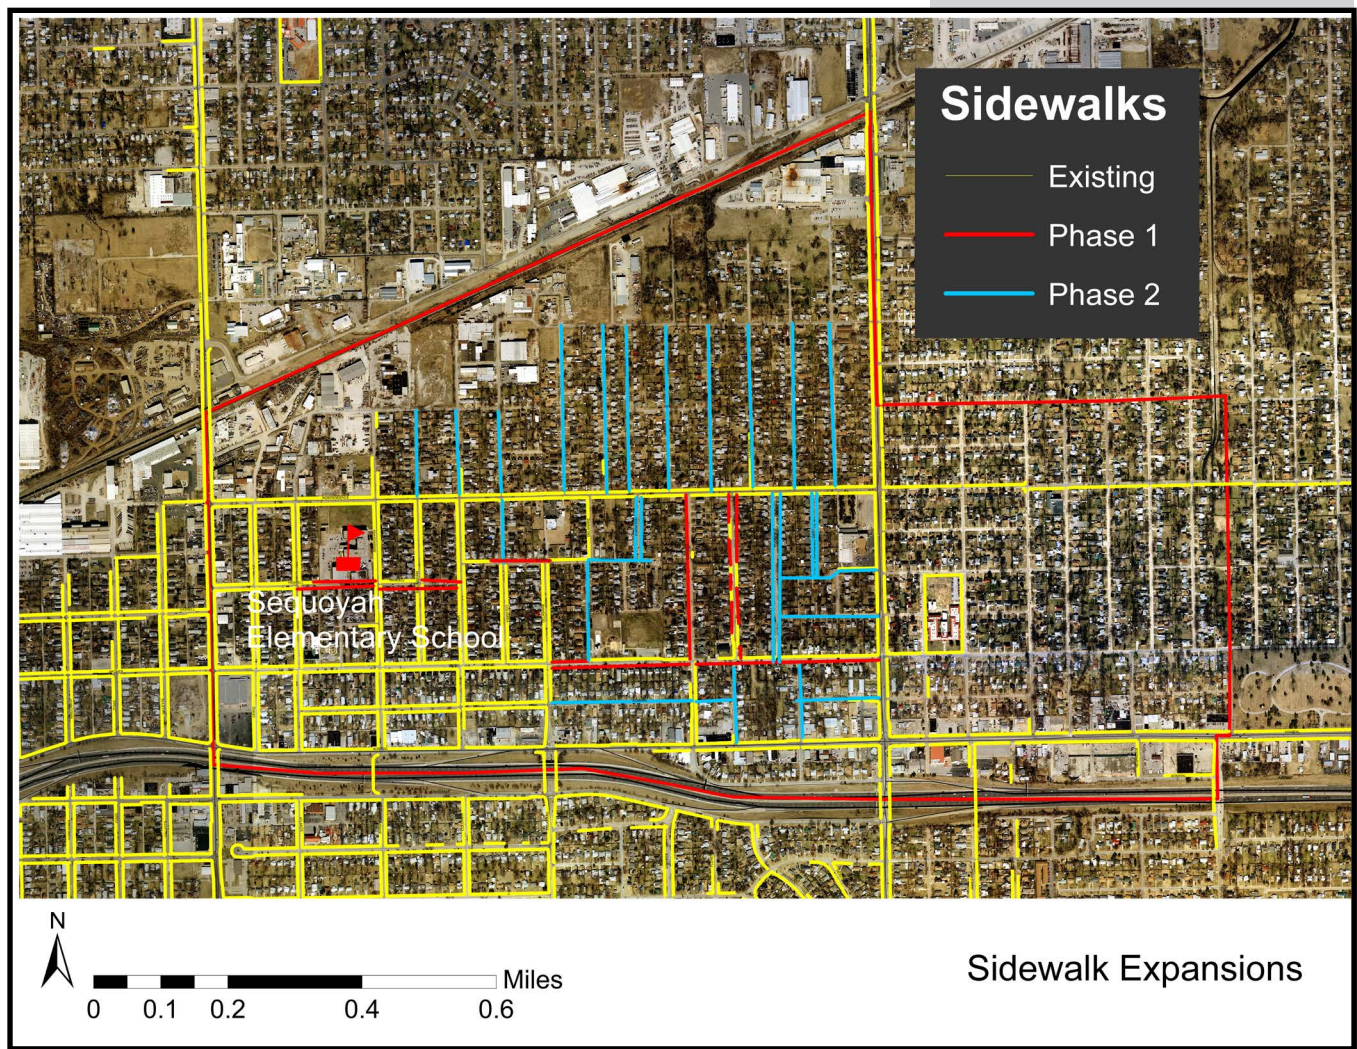 Sidewalks
Existing
Phase 1
Phase 2
Sequoyah
Elementary School
N
Miles
0 0.1 0.2 0.4 0.6
Sidewalk Expansions